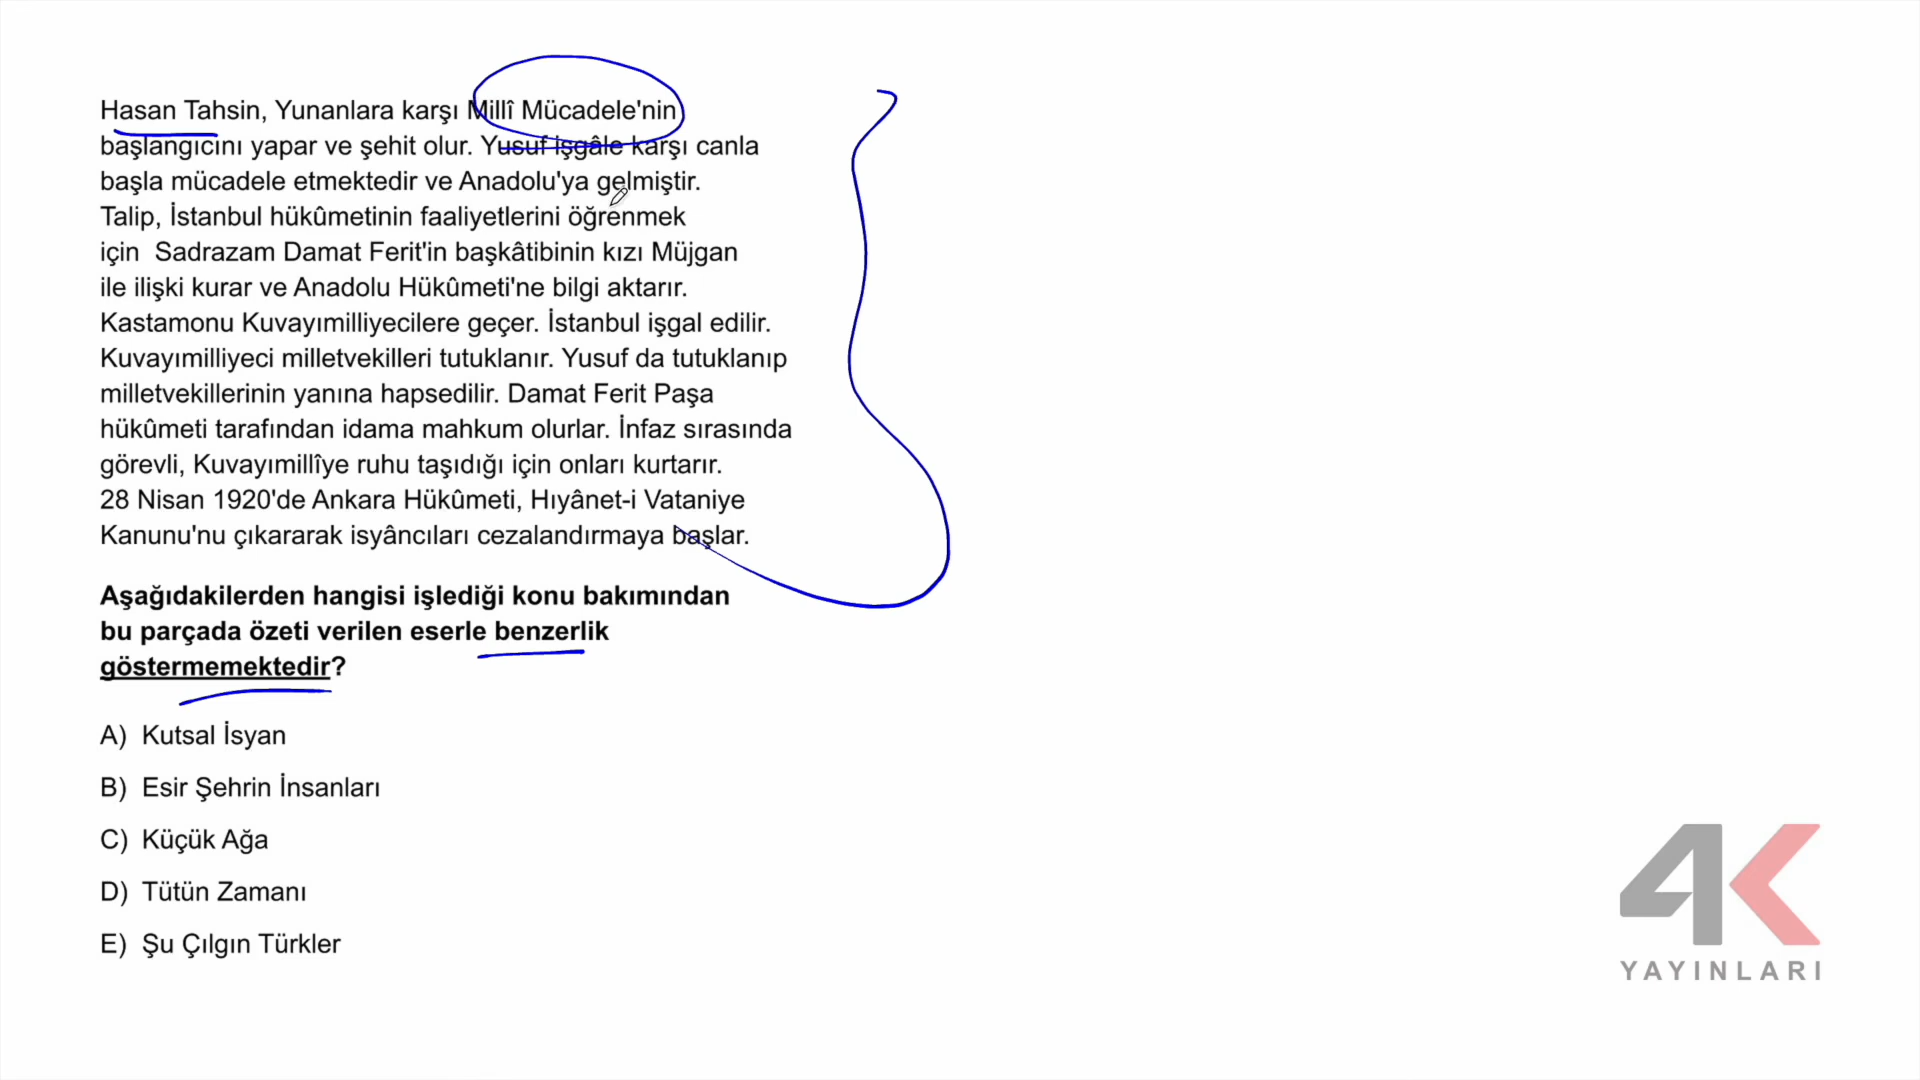 Hasan Tahsin, Yunanlara karşı Millî Mücadele'nin
başlangıcını yapar ve şehit olur. Yusuf işgâle karşı canla
başla mücadele etmektedir ve Anadolu'ya gelmiştir.
Talip, İstanbul hükûmetinin faaliyetlerini öğrenmek
için Sadrazam Damat Ferit'in başkâtibinin kızı Müjgan
ile ilişki kurar ve Anadolu Hükûmeti'ne bilgi aktarır.
Kastamonu Kuvayımilliyecilere geçer. İstanbul işgal edilir.
Kuvayımilliyeci milletvekilleri tutuklanır. Yusuf da tutuklanıp
milletvekillerinin yanına hapsedilir. Damat Ferit Paşa
hükûmeti tarafından idama mahkum olurlar. İnfaz sırasında
görevli, Kuvayımillîye ruhu taşıdığı için onları kurtarır.
28 Nisan 1920'de Ankara Hükûmeti, Hıyânet-i Vataniye
Kanunu'nu çıkararak isyâncıları cezalandırmaya başlar.
Aşağıdakilerden hangisi işlediği konu bakımından
bu parçada özeti verilen eserle benzerlik
göstermemektedir?
A) Kutsal İsyan
B) Esir Şehrin İnsanları
C) Küçük Ağa
D) Tütün Zamanı
E) Şu Çılgın Türkler
4K
YAYINLARI